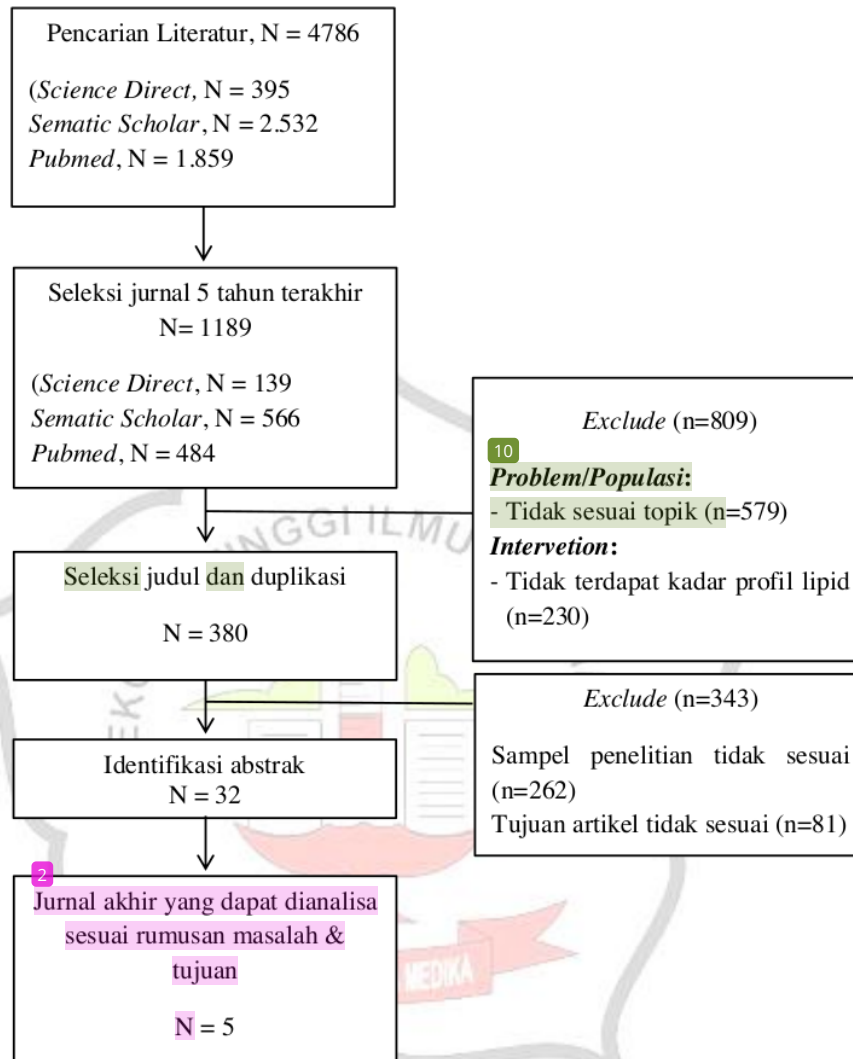 Pencarian Literatur, N = 4786
(Science Direct, N = 395
Sematic Scholar, N = 2.532
Pubmed, N = 1.859
Seleksi jurnal 5 tahun terakhir
N= 1189
(Science Direct, N = 139
Sematic Scholar, N = 566
Pubmed, N = 484
Exclude (n=809)
10
Problem/Populasi:
- Tidak sesuai topik (n=579)
Intervetion:
- Tidak terdapat kadar profil lipid
(n=230)
Seleksi judul dan duplikasi
N = 380
Exclude (n=343)
Sampel penelitian tidak sesuai
(n=262)
Tujuan artikel tidak sesuai (n=81)
Identifikasi abstrak
N = 32
2
Jurnal akhir yang dapat dianalisa
sesuai rumusan masalah &
tujuan
N = 5
NGGI ILMU
MEDIKA